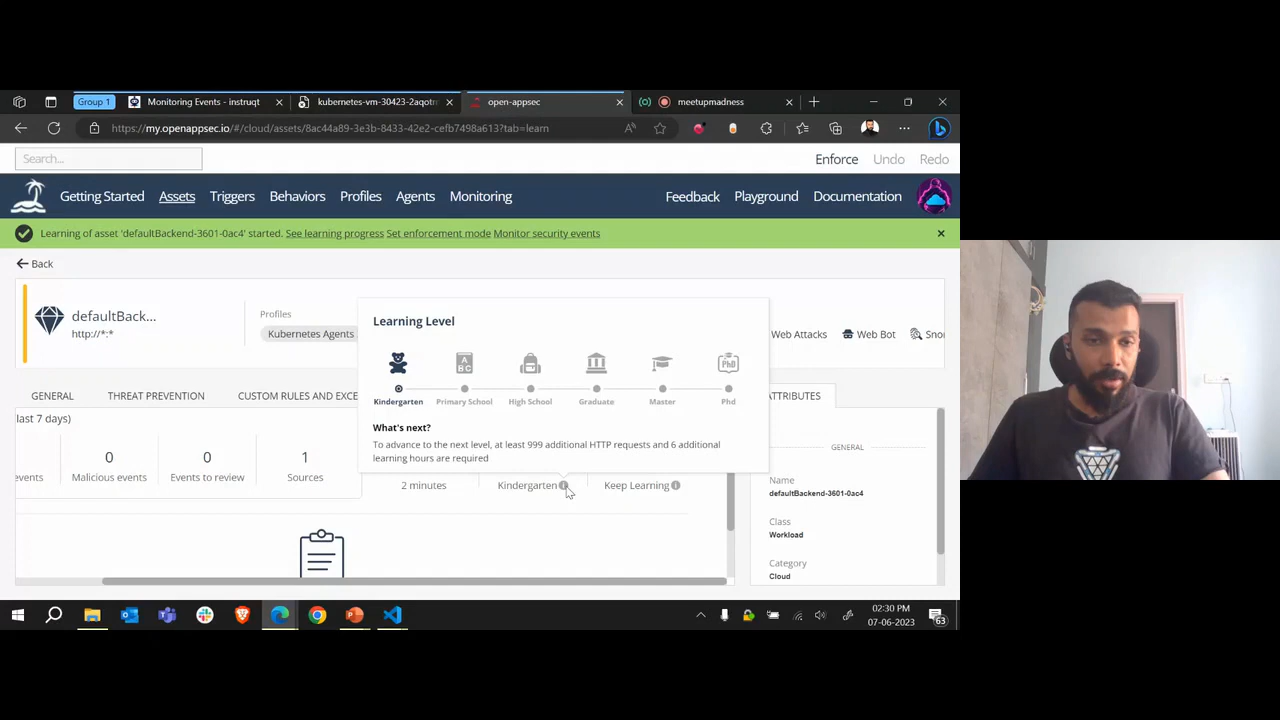 Group 1
Monitoring Events - instruqt
kubernetes-vm-30423-2aqotm
open-appsec
meetupmadness
https://my.openappsec.io/#/cloud/assets/8ac44a89-3e3b-8433-42e2-cefb7498a613?tab=learn
Search...
Enforce
Undo
Redo
Getting Started
Assets
Triggers
Behaviors
Profiles
Agents
Monitoring
Feedback
Playground
Documentation
Learning of asset 'defaultBackend-3601-0ac4' started. See learning progress Set enforcement mode Monitor security events
Back
defaultBack...
http://*:*
Profiles
Kubernetes Agents
Web Attacks
Web Bot
Snor
Learning Level
A
BC
PhD
Kindergarten
Primary School
High School
Graduate
Master
Phd
What's next?
To advance to the next level, at least 999 additional HTTP requests and 6 additional
learning hours are required
GENERAL
THREAT PREVENTION
CUSTOM RULES AND EXCE
TTRIBUTES
last 7 days)
0
0
1
vents
Malicious events
Events to review
Sources
2 minutes
Kindergarten
Keep Learning
GENERAL
Name
defaultBackend-3601-0ac4
Class
Workload
Category
Cloud
02:30 PM
07-06-2023
63